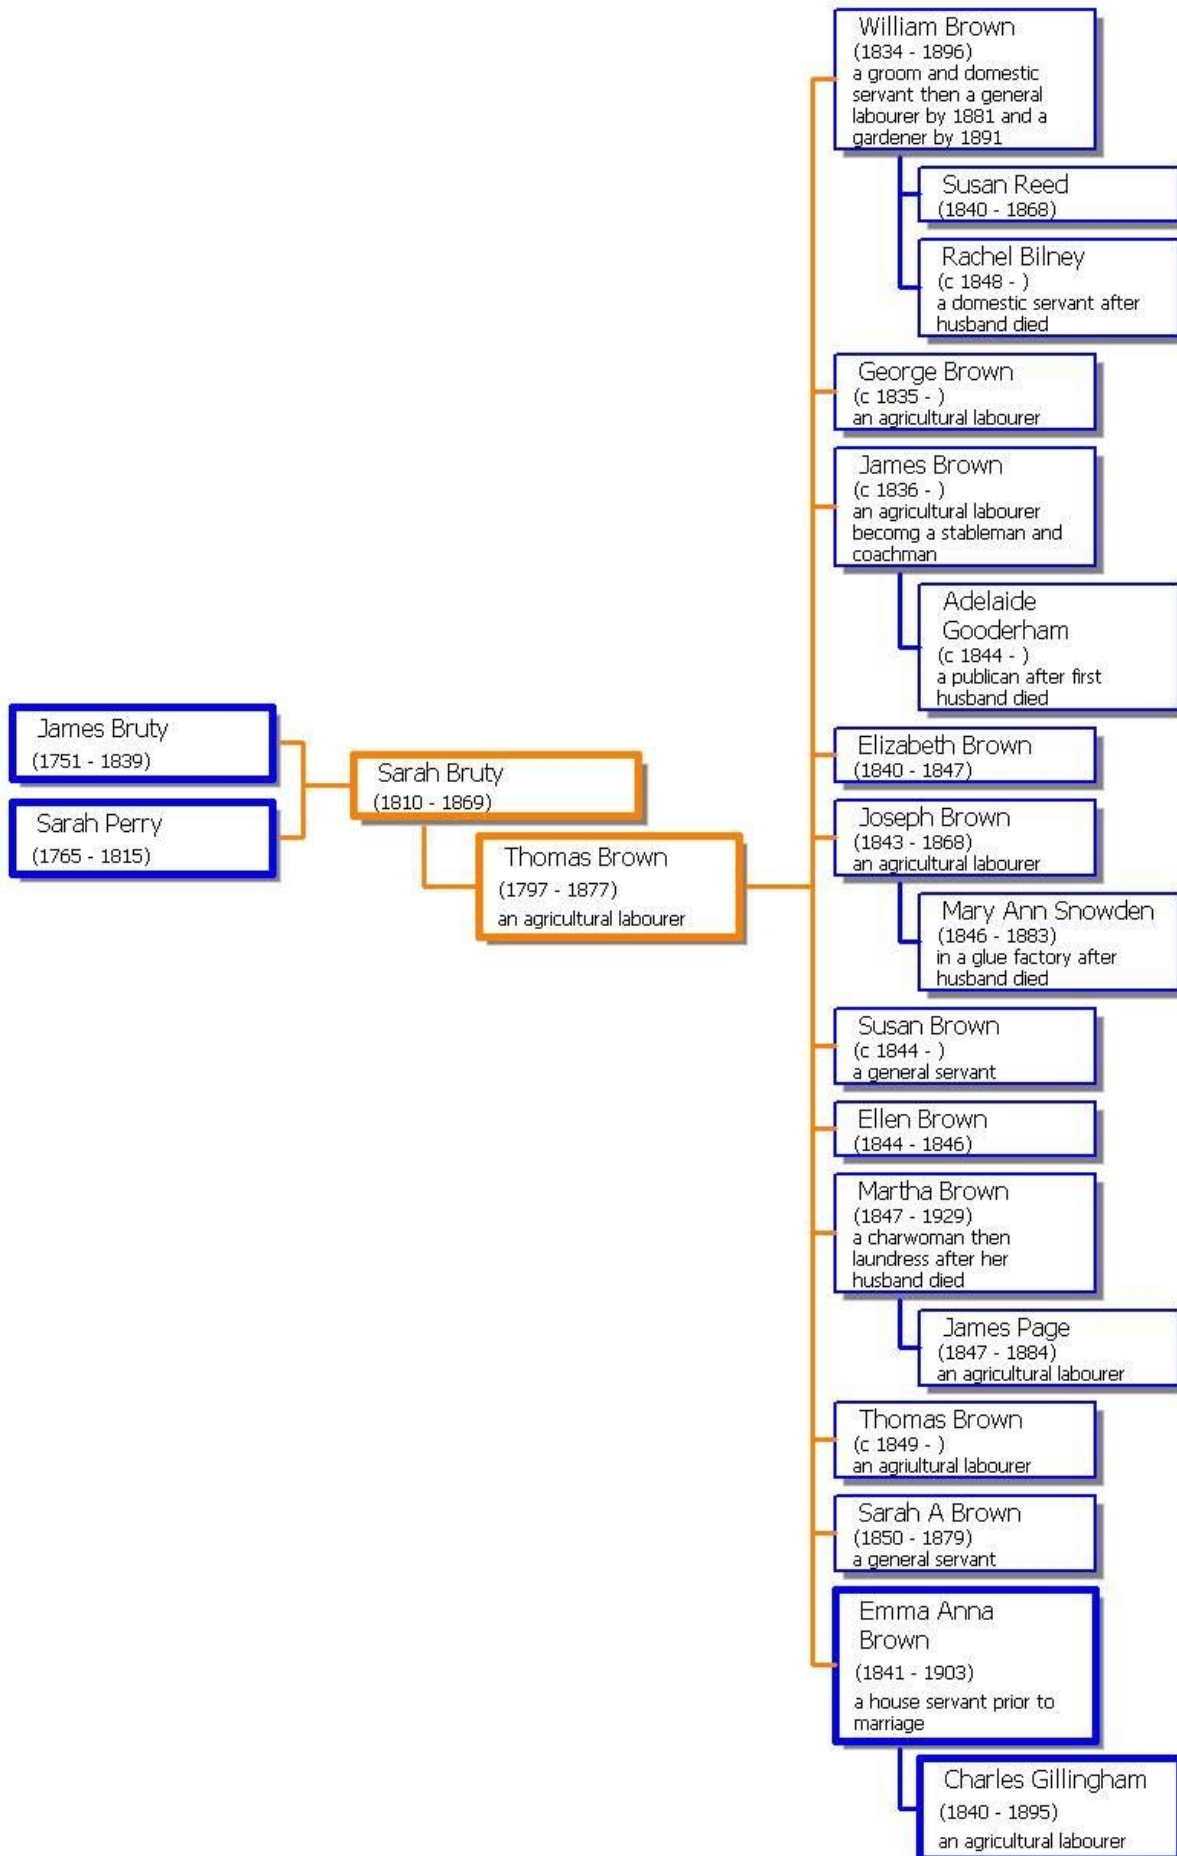 William Brown
(1834 - 1896)
a groom and domestic
servant then a general
labourer by 1881 and a
gardener by 1891
Susan Reed
(1840 - 1868)
Rachel Bilney
(c 1848 - )
a domestic servant after
husband died
George Brown
(c 1835 - )
an agricultural labourer
James Brown
(c 1836 - )
an agricultural labourer
becomg a stableman and
coachman
Adelaide
Gooderham
(c 1844 - )
a publican after first
husband died
James Bruty
(1751 - 1839)
Sarah Perry
(1765 - 1815)
Sarah Bruty
(1810 - 1869)
Thomas Brown
(1797 - 1877)
an agricultural labourer
Elizabeth Brown
(1840 - 1847)
Joseph Brown
(1843 - 1868)
an agricultural labourer
Mary Ann Snowden
(1846 - 1883)
in a glue factory after
husband died
Susan Brown
(c 1844 - )
a general servant
Ellen Brown
(1844 - 1846)
Martha Brown
(1847 - 1929)
a charwoman then
laundress after her
husband died
James Page
(1847 - 1884)
an agricultural labourer
Thomas Brown
(c 1849 - )
an agriultural labourer
Sarah A Brown
(1850 - 1879)
a general servant
Emma Anna
Brown
(1841 - 1903)
a house servant prior to
marriage
Charles Gillingham
(1840 - 1895)
an agricultural labourer